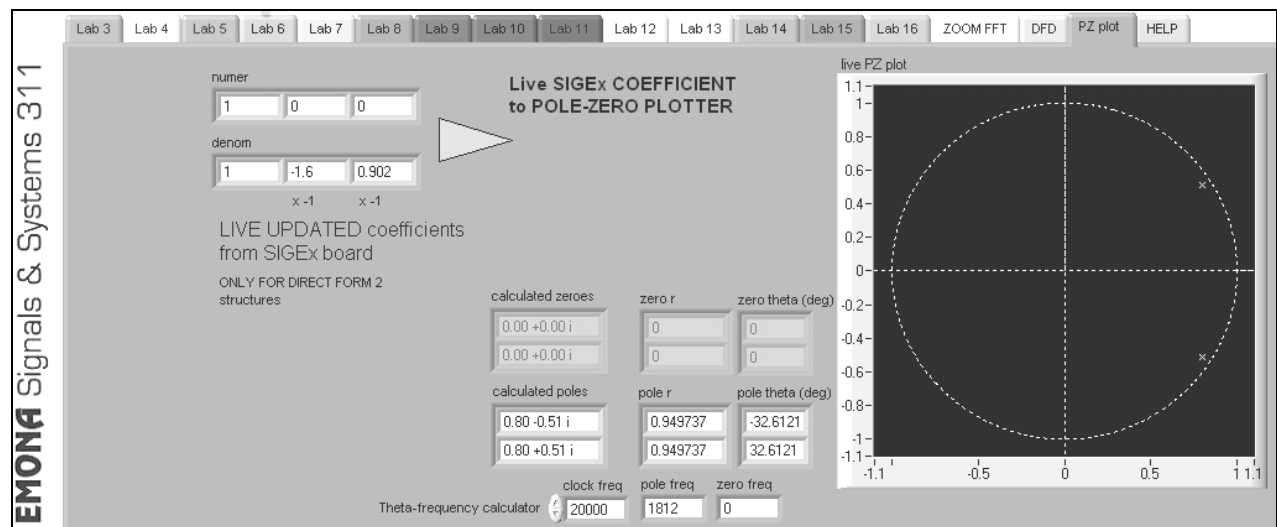 Lab 3 Lab 4 Lab 5 Lab 6 Lab 7 Lab 8 Lab 9 Lab 10 Lab 11 Lab 12 Lab 13 Lab 14 Lab 15 Lab 16 ZOOM FFT DFD PZ plot HELP
EMONA Signals & Systems 311
numer
1 0 0
denom
1 -1.6 0.902
x -1 x -1
Live SIGEx COEFFICIENT
to POLE-ZERO PLOTTER
LIVE UPDATED coefficients
from SIGEx board
ONLY FOR DIRECT FORM 2
structures
calculated zeroes zero r zero theta (deg)
0.00 +0.00 i 0 0
0.00 +0.00 i 0 0
calculated poles pole r pole theta (deg)
0.80 -0.51 i 0.949737 -32.6121
0.80 +0.51 i 0.949737 32.6121
clock freq pole freq zero freq
Theta-frequency calculator 20000 1812 0
live PZ plot
1.1
1
0.8
0.6
0.4
0.2
0
-0.2
-0.4
-0.6
-0.8
-1
-1.1
-1.1 -0.5 0 0.5 1 1.1